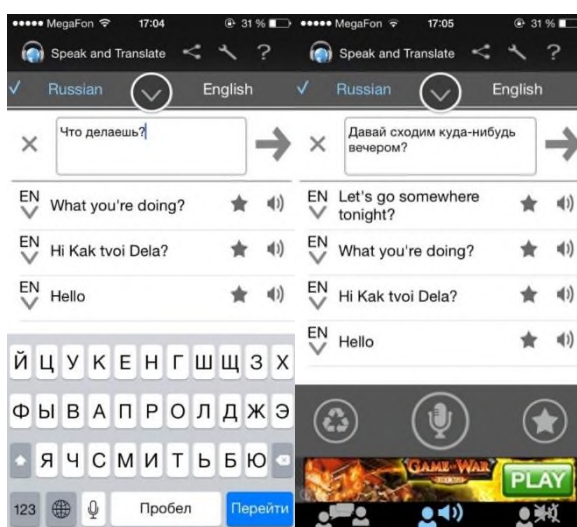 MegaFon 17:04 31 %
Speak and Translate ?
Russian English
Что делаешь?
EN What you're doing?
EN Hi Kak tvoi Dela?
EN Hello
Й Ц У К Е Н Г Ш Щ З Х
Ф Ы В А П Р О Л Д Ж Э
Я Ч С М И Т Ь Б Ю
123 Пробел Перейти
MegaFon 17:05 31 %
Speak and Translate ?
Russian English
Давай сходим куда-нибудь
вечером?
EN Let's go somewhere
tonight?
EN What you're doing?
EN Hi Kak tvoi Dela?
EN Hello
GAME OF WAR
PLAY